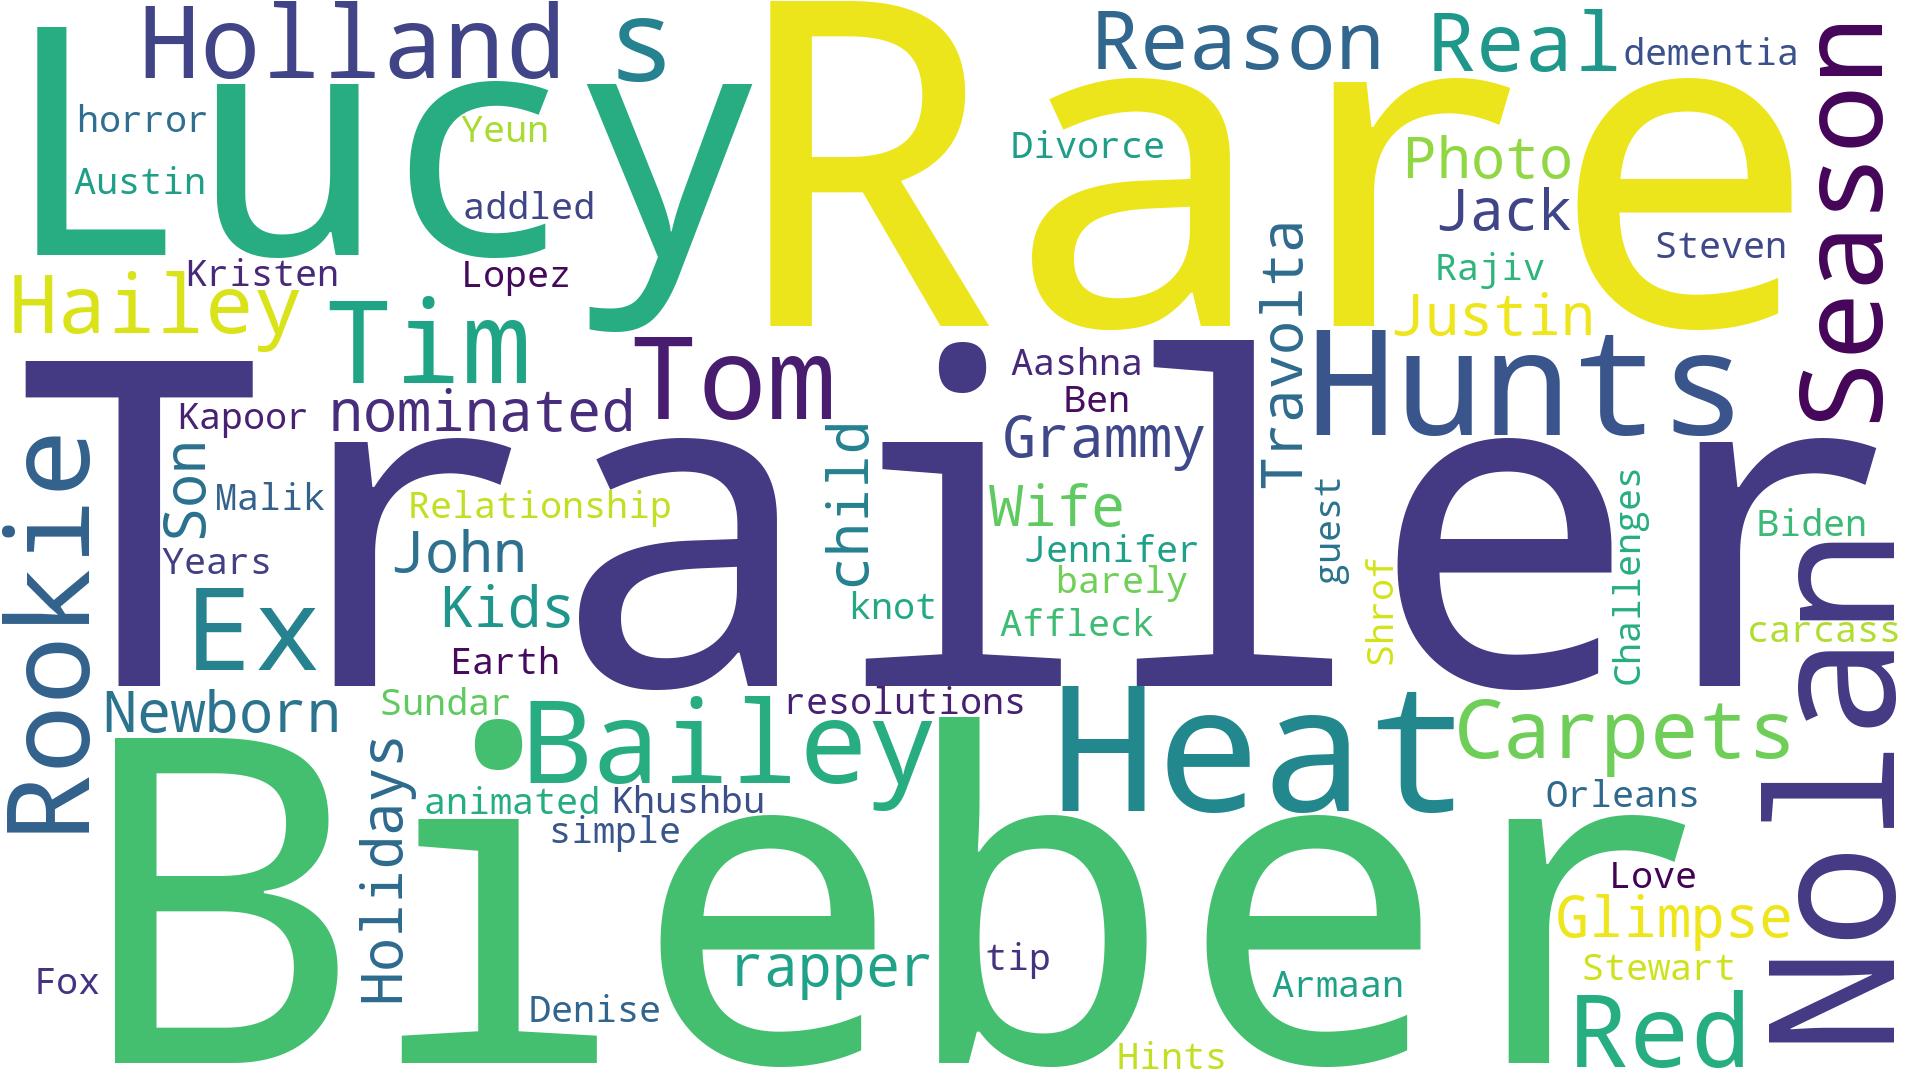 Holland
s
Reason
Real
dementia
Lucy
Rare
season
horror
Yeun
Divorce
Photo
Austin
addled
Jack
Kristen
Lopez
Travolta
Rajiv
Steven
Hailey
Tim
Justin
Tom
Aashna
Hunts
Trailer
Kapoor
nominated
Ben
Grammy
Rookie
Son
Malik
Relationship
child
Wife
guest
Challenges
Biden
Years
John
Jennifer
barely
Shrof
Ex
Kids
knot
Affleck
carcass
Nolan
Earth
Newborn
Sundar
resolutions
Bailey
Heat
Carpets
Bieber
Holidays
animated
Khushbu
Orleans
simple
Love
Glimpse
Fox
rapper
tip
Stewart
Denise
Armaan
Red
Hints